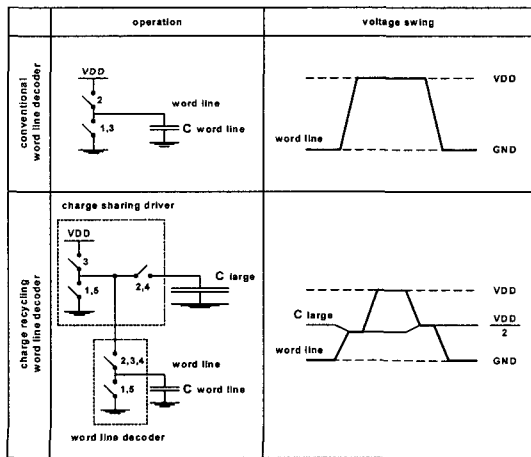 operation
voltage swing
conventional
word line decoder
VDD
2
1,3
word line
C word line
VDD
word line
GND
charge recycling
word line decoder
charge sharing driver
VDD
3
1,5
2,4
C large
2,3,4
1,5
word line
C word line
word line decoder
VDD
C large
VDD
2
word line
GND